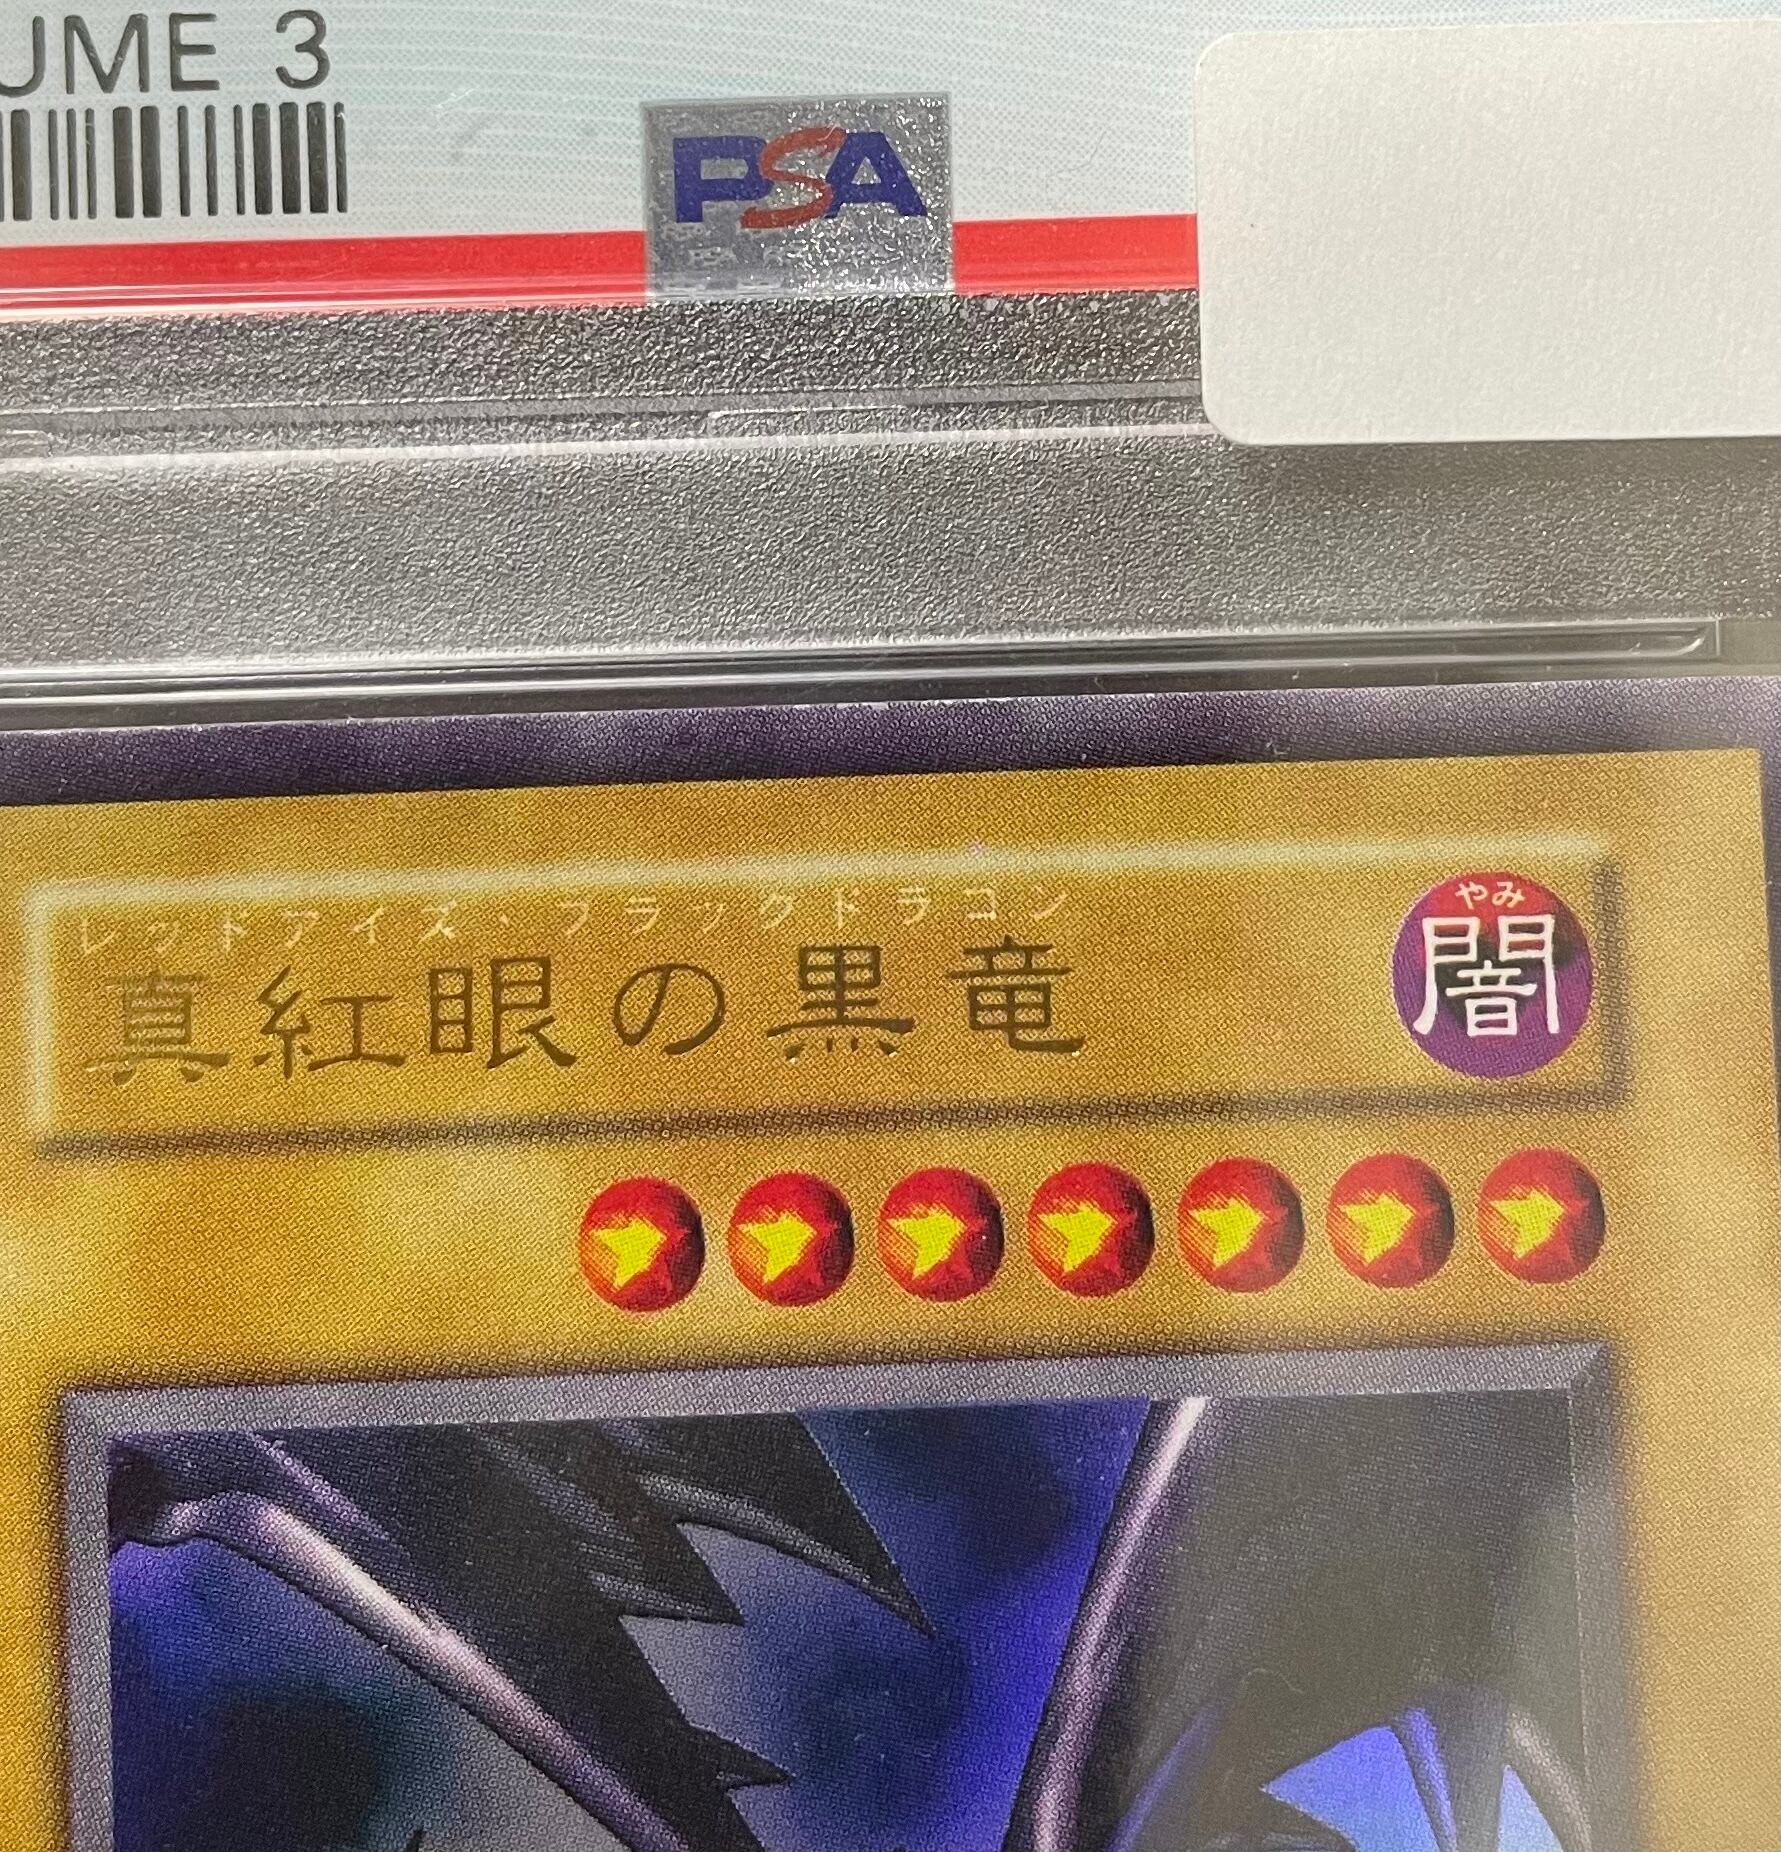 UME 3
PSA
レッドアイズ・ブラックドラゴン
真紅眼の黒竜
やみ
闇